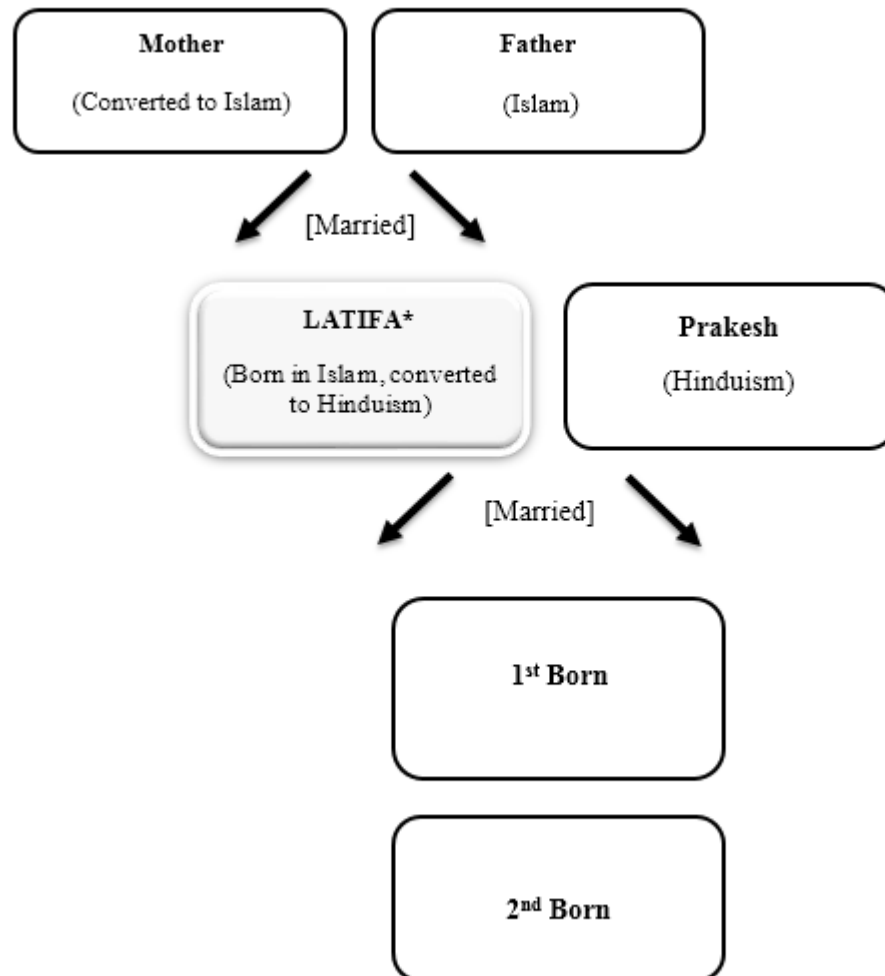 Mother
(Converted to Islam)
Father
(Islam)
[Married]
LATIFA*
(Born in Islam, converted
to Hinduism)
Prakesh
(Hinduism)
[Married]
1st Born
2nd Born